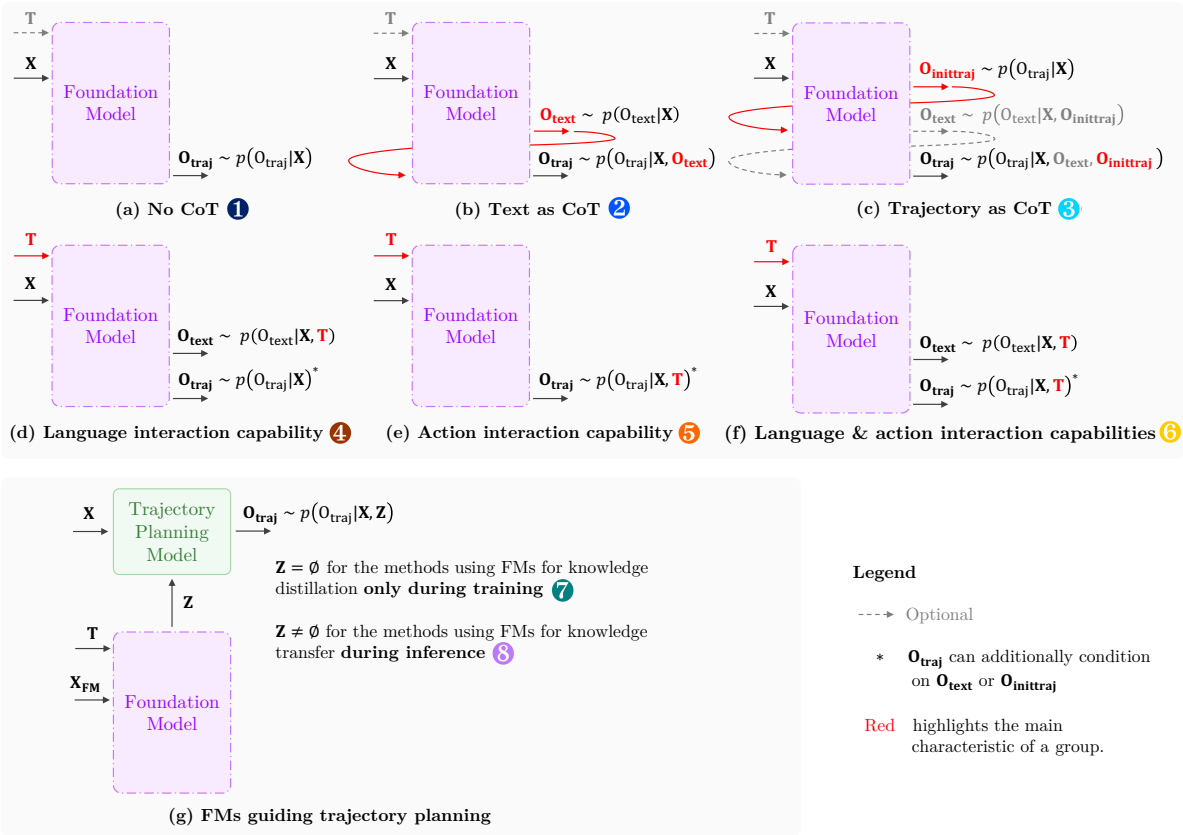 T
X
Foundation
Model
O_traj ~ p(O_traj|X)
(a) No CoT 1
T
X
Foundation
Model
O_text ~ p(O_text|X)
O_traj ~ p(O_traj|X, O_text)
(b) Text as CoT 2
T
X
Foundation
Model
O_inittraj ~ p(O_traj|X)
O_text ~ p(O_text|X, O_inittraj)
O_traj ~ p(O_traj|X, O_text, O_inittraj)
(c) Trajectory as CoT 3
T
X
Foundation
Model
O_text ~ p(O_text|X, T)
O_traj ~ p(O_traj|X)*
(d) Language interaction capability 4
T
X
Foundation
Model
O_traj ~ p(O_traj|X, T)*
(e) Action interaction capability 5
T
X
Foundation
Model
O_text ~ p(O_text|X, T)
O_traj ~ p(O_traj|X, T)*
(f) Language & action interaction capabilities 6
X
Trajectory
Planning
Model
O_traj ~ p(O_traj|X, Z)
Z = ∅ for the methods using FMs for knowledge
distillation only during training 7
Z
Z ≠ ∅ for the methods using FMs for knowledge
transfer during inference 8
T
X_FM
Foundation
Model
(g) FMs guiding trajectory planning
Legend
Optional
* O_traj can additionally condition
on O_text or O_inittraj
Red highlights the main
characteristic of a group.